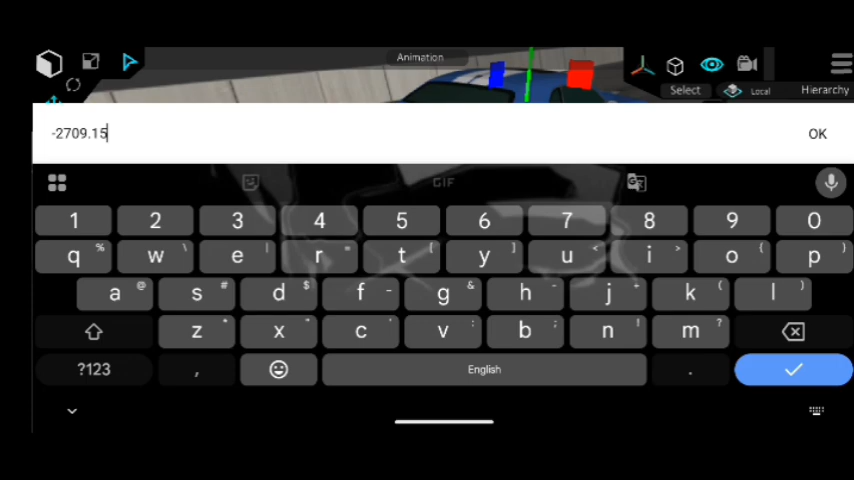 Animation
Select Local Hierarchy
-2709.15 OK
GIF
1 2 3 4 5 6 7 8 9 0
q % w \ e | r = t [ y ] u < i > o { p }
a @ s # d $ f - g & h - j + k ( l )
z * x " c ' v : b ; n ! m ?
?123 , English .